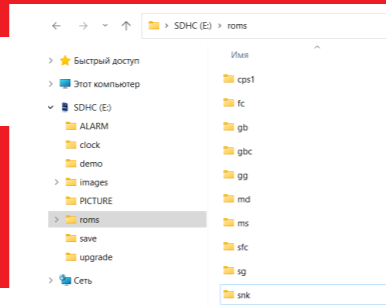 SDHC (E:) > roms
Быстрый доступ
Этот компьютер
SDHC (E:)
ALARM
clock
demo
images
PICTURE
roms
save
upgrade
Сеть
Имя
cps1
fc
gb
gbc
gg
md
ms
sfc
sg
snk